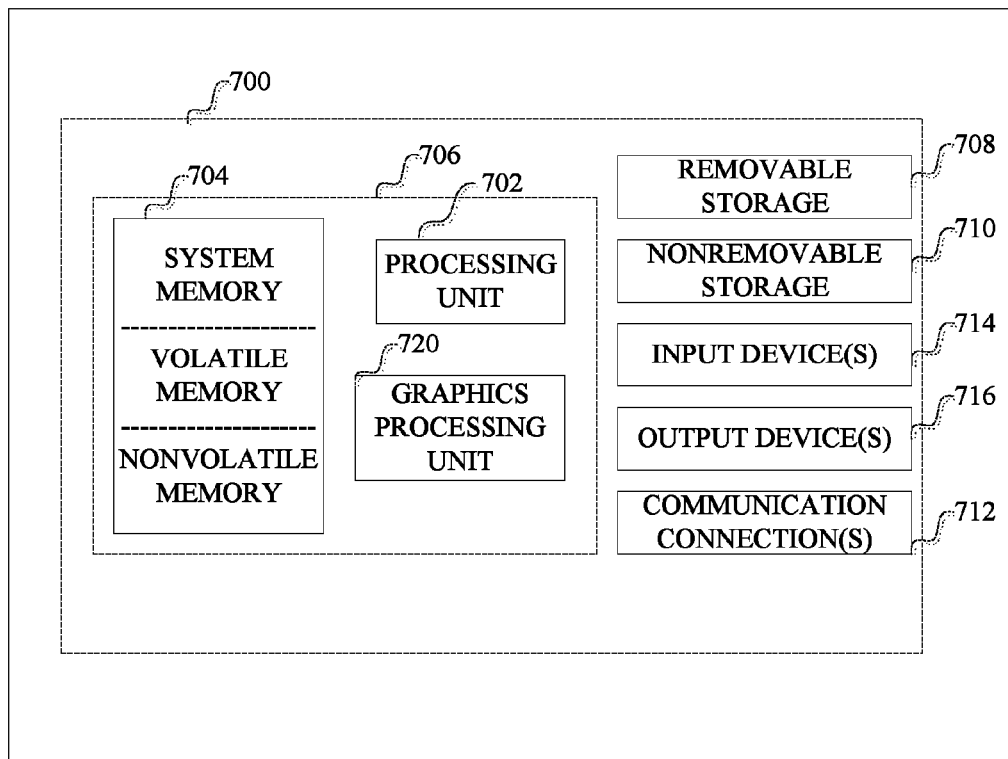 700
706
704
702
SYSTEM
MEMORY
VOLATILE
MEMORY
NONVOLATILE
MEMORY
PROCESSING
UNIT
720
GRAPHICS
PROCESSING
UNIT
708
REMOVABLE
STORAGE
710
NONREMOVABLE
STORAGE
714
INPUT DEVICE(S)
716
OUTPUT DEVICE(S)
712
COMMUNICATION
CONNECTION(S)